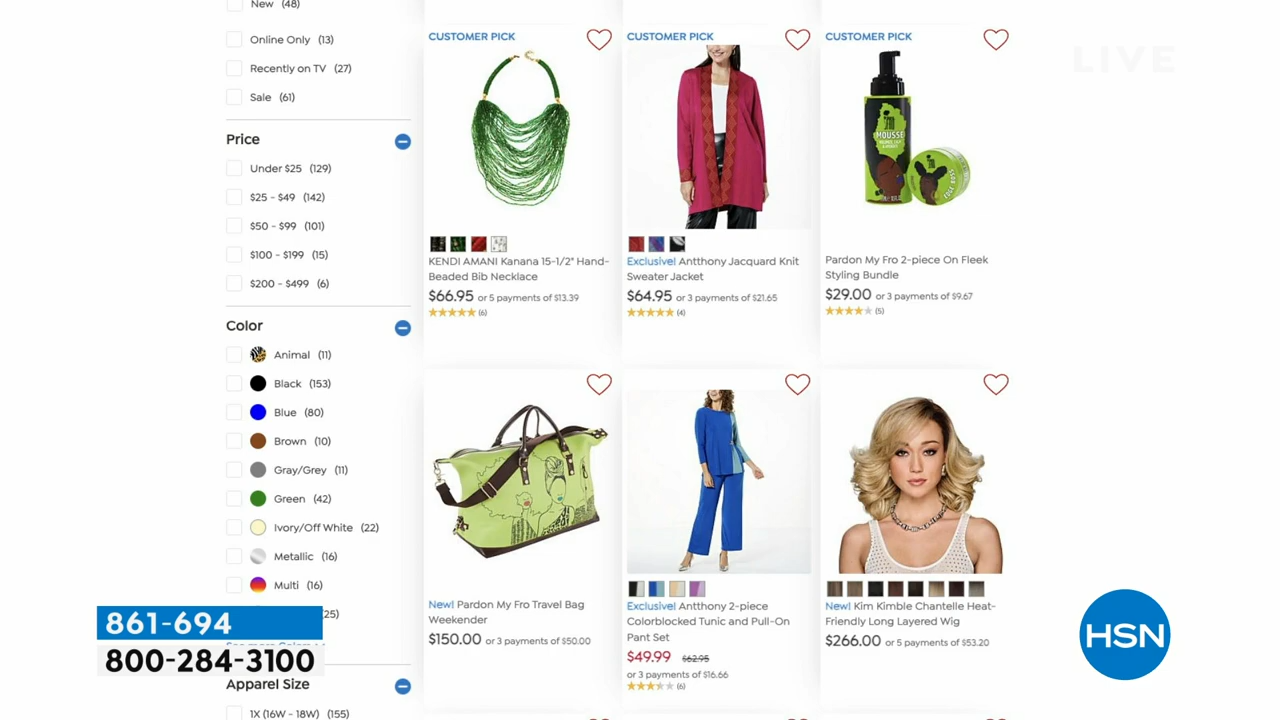 New (48)
Online Only (13)
Recently on TV (27)
Sale (61)
Price
Under $25 (129)
$25 - $49 (142)
$50 - $99 (101)
$100 - $199 (15)
$200 - $499 (6)
Color
Animal (11)
Black (153)
Blue (80)
Brown (10)
Gray/Grey (11)
Green (42)
Ivory/Off White (22)
Metallic (16)
Multi (16)
(25)
Apparel Size
1X (16W - 18W) (155)
CUSTOMER PICK
KENDI AMANI Kanana 15-1/2" Hand-
Beaded Bib Necklace
$66.95 or 5 payments of $13.39
(6)
CUSTOMER PICK
Exclusive! Antthony Jacquard Knit
Sweater Jacket
$64.95 or 3 payments of $21.65
(4)
CUSTOMER PICK
MOUSSE
EDGE BOSS
Pardon My Fro 2-piece On Fleek
Styling Bundle
$29.00 or 3 payments of $9.67
(5)
New! Pardon My Fro Travel Bag
Weekender
$150.00 or 3 payments of $50.00
Exclusive! Antthony 2-piece
Colorblocked Tunic and Pull-On
Pant Set
$49.99 $62.95
or 3 payments of $16.66
(6)
New! Kim Kimble Chantelle Heat-
Friendly Long Layered Wig
$266.00 or 5 payments of $53.20
LIVE
861-694
800-284-3100
HSN